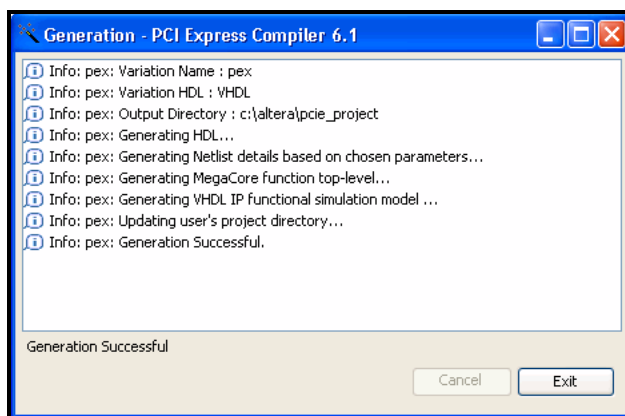 Generation - PCI Express Compiler 6.1
Info: pex: Variation Name : pex
Info: pex: Variation HDL : VHDL
Info: pex: Output Directory : c:\altera\pcie_project
Info: pex: Generating HDL...
Info: pex: Generating Netlist details based on chosen parameters...
Info: pex: Generating MegaCore function top-level...
Info: pex: Generating VHDL IP functional simulation model ...
Info: pex: Updating user's project directory...
Info: pex: Generation Successful.
Generation Successful
Cancel
Exit